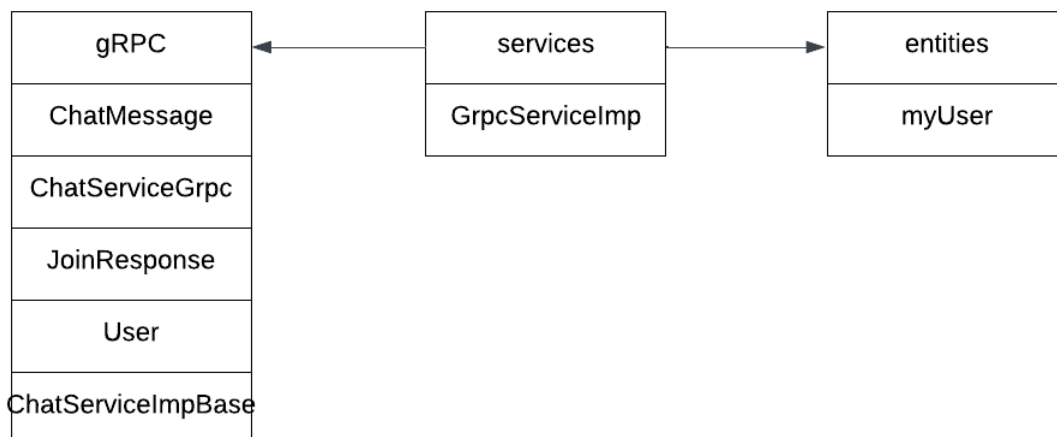 gRPC
ChatMessage
ChatServiceGrpc
JoinResponse
User
ChatServiceImpBase
services
GrpcServiceImp
entities
myUser